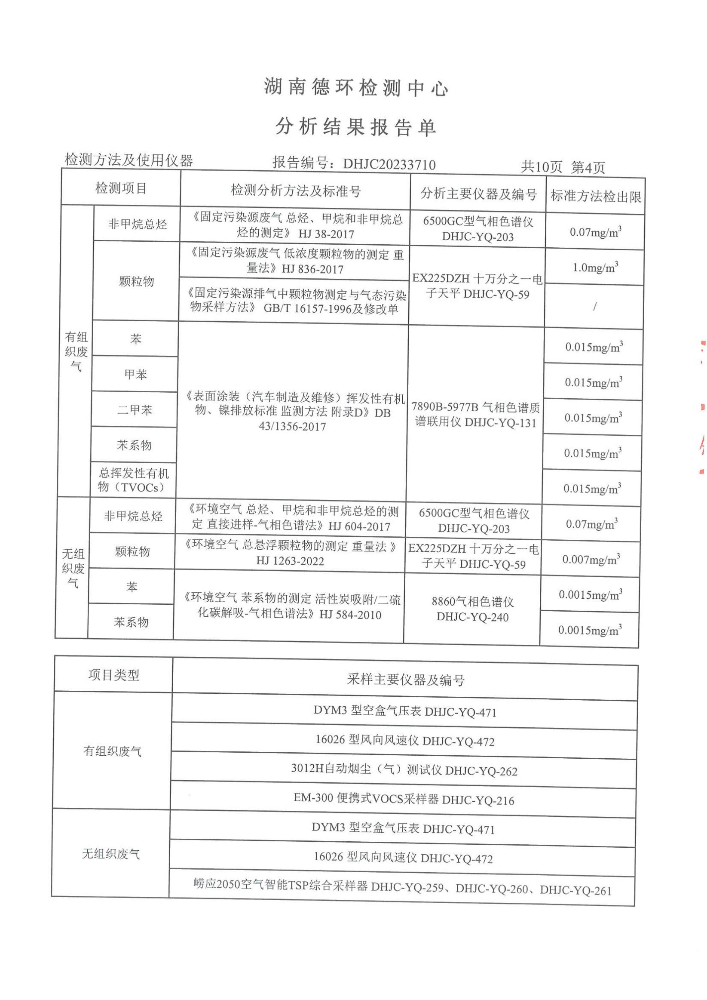 湖南德环检测中心
分析结果报告单
检测方法及使用仪器 报告编号：DHJC20233710 共10页 第4页
检测项目 检测分析方法及标准号 分析主要仪器及编号 标准方法检出限
有组
织废
气
非甲烷总烃
《固定污染源废气 总烃、甲烷和非甲烷总
烃的测定》 HJ 38-2017
6500GC型气相色谱仪
DHJC-YQ-203
0.07mg/m³
颗粒物
《固定污染源废气 低浓度颗粒物的测定 重
量法》HJ 836-2017
EX225DZH 十万分之一电
子天平 DHJC-YQ-59
1.0mg/m³
《固定污染源排气中颗粒物测定与气态污染
物采样方法》 GB/T 16157-1996及修改单
/
苯
《表面涂装（汽车制造及维修）挥发性有机
物、镍排放标准 监测方法 附录D》DB
43/1356-2017
7890B-5977B 气相色谱质
谱联用仪 DHJC-YQ-131
0.015mg/m³
甲苯
0.015mg/m³
二甲苯
0.015mg/m³
苯系物
0.015mg/m³
总挥发性有机
物（TVOCs）
0.015mg/m³
无组
织废
气
非甲烷总烃
《环境空气 总烃、甲烷和非甲烷总烃的测
定 直接进样-气相色谱法》HJ 604-2017
6500GC型气相色谱仪
DHJC-YQ-203
0.07mg/m³
颗粒物
《环境空气 总悬浮颗粒物的测定 重量法 》
HJ 1263-2022
EX225DZH 十万分之一电
子天平 DHJC-YQ-59
0.007mg/m³
苯
《环境空气 苯系物的测定 活性炭吸附/二硫
化碳解吸-气相色谱法》HJ 584-2010
8860气相色谱仪
DHJC-YQ-240
0.0015mg/m³
苯系物
0.0015mg/m³
项目类型 采样主要仪器及编号
有组织废气
DYM3 型空盒气压表 DHJC-YQ-471
16026 型风向风速仪 DHJC-YQ-472
3012H自动烟尘（气）测试仪 DHJC-YQ-262
EM-300 便携式VOCS采样器 DHJC-YQ-216
无组织废气
DYM3 型空盒气压表 DHJC-YQ-471
16026 型风向风速仪 DHJC-YQ-472
崂应2050空气智能TSP综合采样器 DHJC-YQ-259、DHJC-YQ-260、DHJC-YQ-261